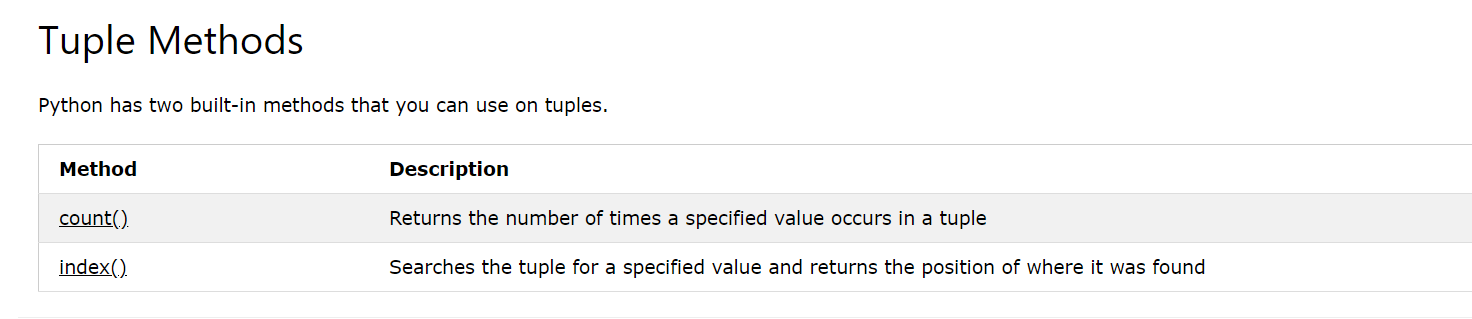 Tuple Methods
Python has two built-in methods that you can use on tuples.
Method Description
count() Returns the number of times a specified value occurs in a tuple
index() Searches the tuple for a specified value and returns the position of where it was found